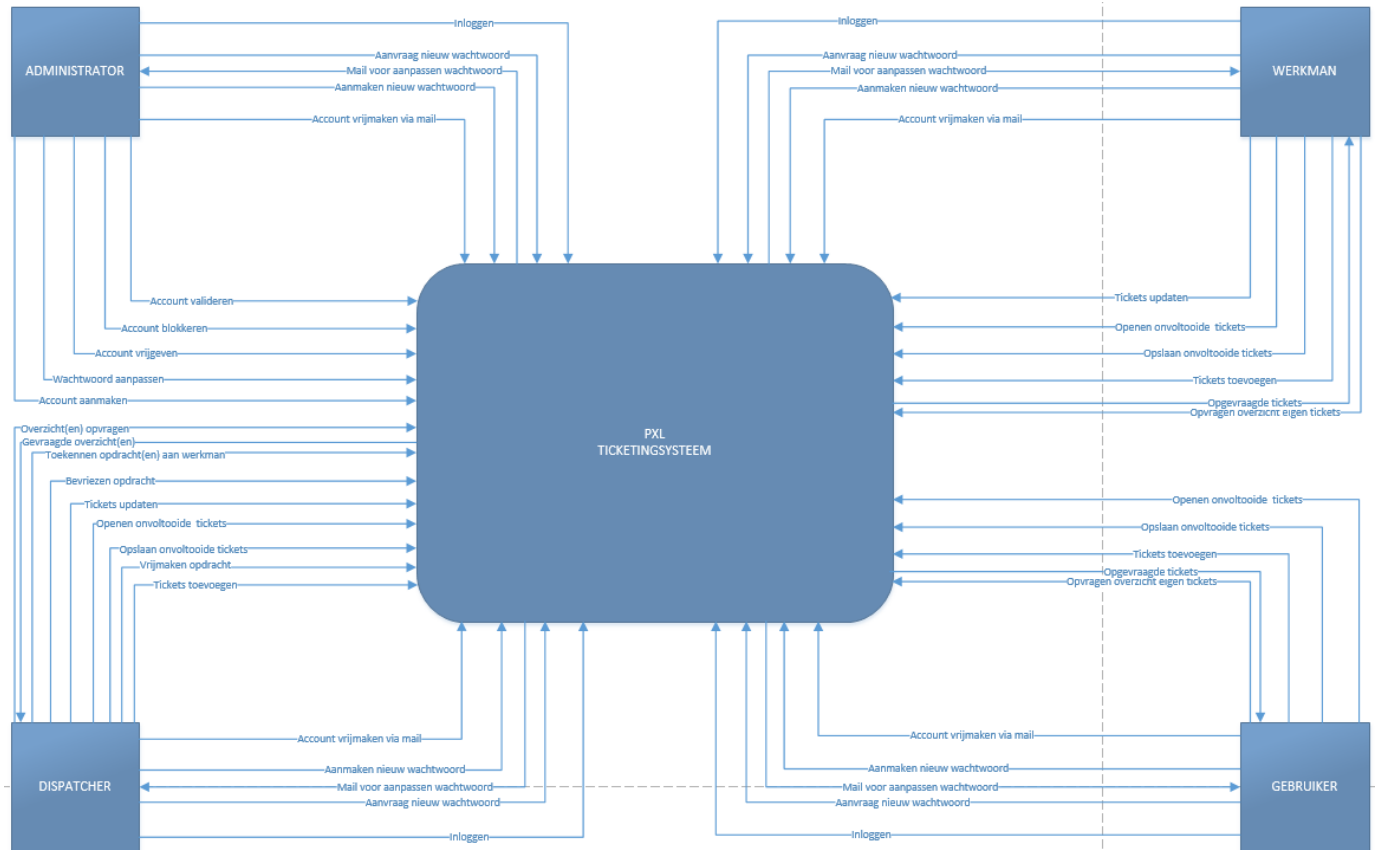 Inloggen
Inloggen
Aanvraag nieuw wachtwoord
Aanvraag nieuw wachtwoord
ADMINISTRATOR
Mail voor aanpassen wachtwoord
Mail voor aanpassen wachtwoord
WERKMAN
Aanmaken nieuw wachtwoord
Aanmaken nieuw wachtwoord
Account vrijmaken via mail
Account vrijmaken via mail
Account valideren
Tickets updaten
Account blokkeren
Openen onvoltooide tickets
Account vrijgeven
Opslaan onvoltooide tickets
Wachtwoord aanpassen
Tickets toevoegen
Account aanmaken
Opgevraagde tickets
Opvragen overzicht eigen tickets
Overzicht(en) opvragen
Gevraagde overzicht(en)
Toekennen opdracht(en) aan werkman
PXL
TICKETINGSYSTEEM
Bevriezen opdracht
Tickets updaten
Openen onvoltooide tickets
Openen onvoltooide tickets
Opslaan onvoltooide tickets
Opslaan onvoltooide tickets
Vrijmaken opdracht
Tickets toevoegen
Tickets toevoegen
Opgevraagde tickets
Opvragen overzicht eigen tickets
Account vrijmaken via mail
Account vrijmaken via mail
Aanmaken nieuw wachtwoord
Aanmaken nieuw wachtwoord
DISPATCHER
Mail voor aanpassen wachtwoord
Mail voor aanpassen wachtwoord
GEBRUIKER
Aanvraag nieuw wachtwoord
Aanvraag nieuw wachtwoord
Inloggen
Inloggen